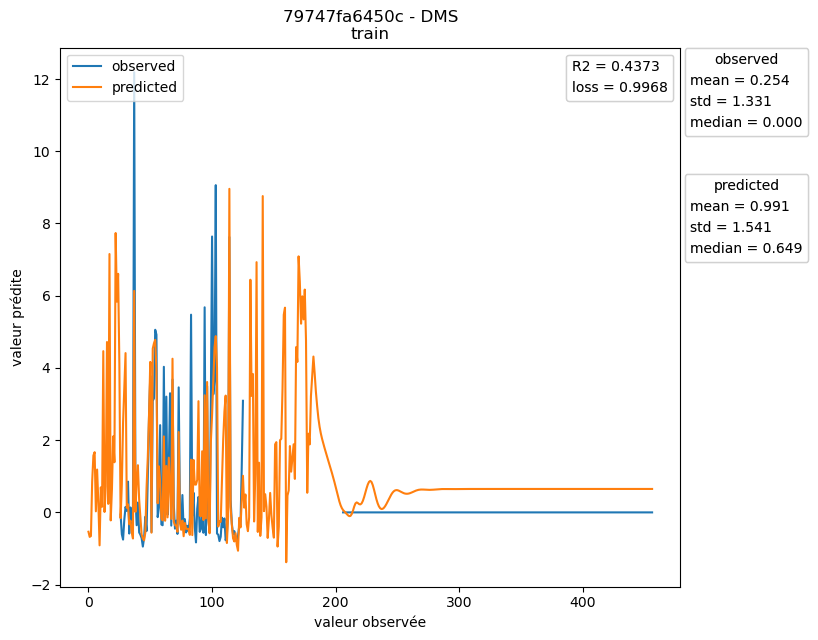 79747fa6450c - DMS
train
observed
predicted
R2 = 0.4373
loss = 0.9968
observed
mean = 0.254
std = 1.331
median = 0.000
predicted
mean = 0.991
std = 1.541
median = 0.649
12
10
8
6
4
2
0
−2
valeur prédite
0
100
200
300
400
valeur observée